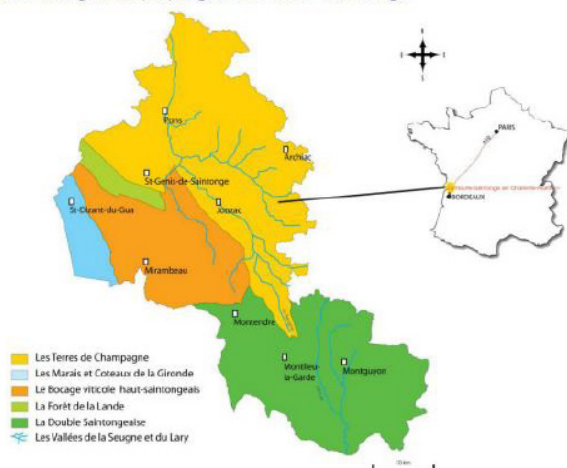 Pons
Archiac
St-Genis-de-Saintonge
Jonzac
St-Dizant-du-Gua
Mirambeau
Montendre
Montlieu-
la-Garde
Montguyon
PARIS
BORDEAUX
Les Terres de Champagne
Les Marais et Coteaux de la Gironde
Le Bocage viticole haut-saintongeais
La Forêt de la Lande
La Double Saintongeaise
Les Vallées de la Seugne et du Lary